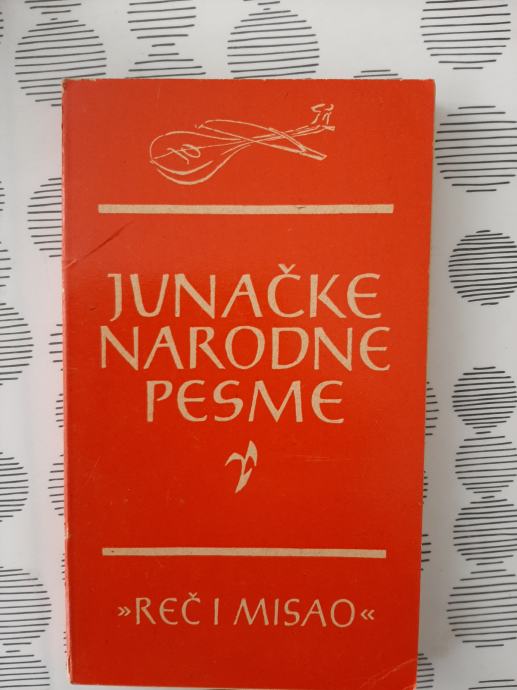 JUNAČKE
NARODNE
PESME
»REČ I MISAO«